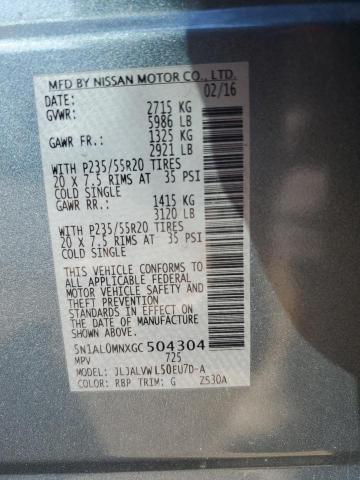 MFD BY NISSAN MOTOR CO., LTD.
DATE: 02/16
GVWR: 2715 KG
5986 LB
GAWR FR.: 1325 KG
2921 LB
WITH P235/55R20 TIRES
20 X 7.5 RIMS AT 35 PSI
COLD SINGLE
GAWR RR.: 1415 KG
3120 LB
WITH P235/55R20 TIRES
20 X 7.5 RIMS AT 35 PSI
COLD SINGLE
THIS VEHICLE CONFORMS TO
ALL APPLICABLE FEDERAL
MOTOR VEHICLE SAFETY AND
THEFT PREVENTION
STANDARDS IN EFFECT ON
THE DATE OF MANUFACTURE
SHOWN ABOVE.
5N1AL0MNXGC504304
MPV 725
MODEL: JLJALVWL50EU7D-A
COLOR: RBP TRIM: G Z530A